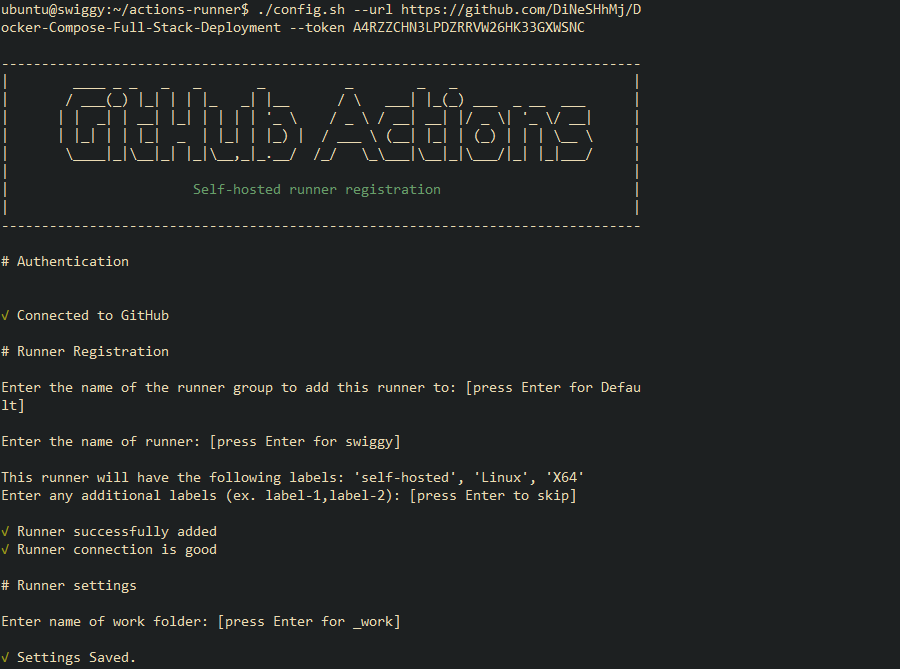 ubuntu@swiggy:~/actions-runner$ ./config.sh --url https://github.com/DiNeSHhMj/D
ocker-Compose-Full-Stack-Deployment --token A4RZZCHN3LPDZRRVW26HK33GXWSNC
--------------------------------------------------------------------------------
GitHub Actions
Self-hosted runner registration
--------------------------------------------------------------------------------
# Authentication
√ Connected to GitHub
# Runner Registration
Enter the name of the runner group to add this runner to: [press Enter for Defau
lt]
Enter the name of runner: [press Enter for swiggy]
This runner will have the following labels: 'self-hosted', 'Linux', 'X64'
Enter any additional labels (ex. label-1,label-2): [press Enter to skip]
√ Runner successfully added
√ Runner connection is good
# Runner settings
Enter name of work folder: [press Enter for _work]
√ Settings Saved.